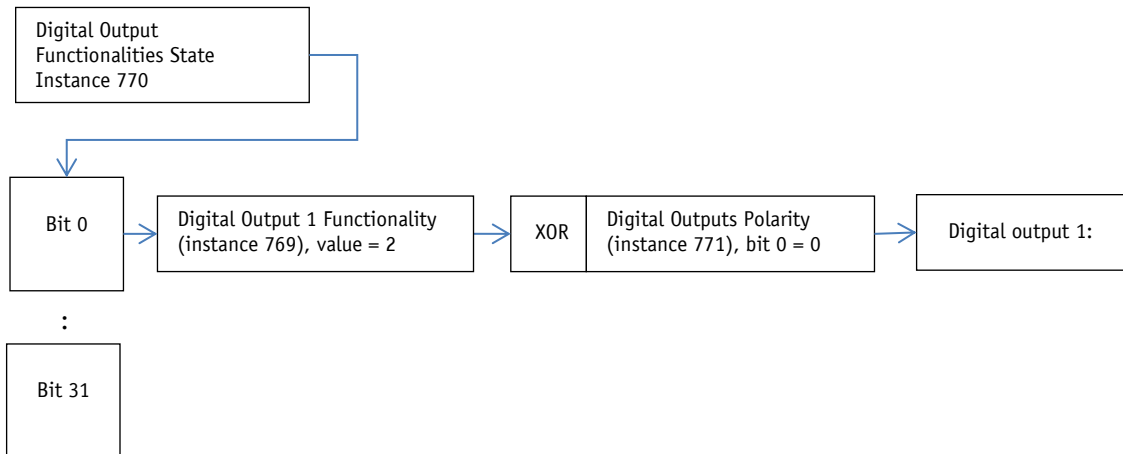 Digital Output
Functionalities State
Instance 770
Bit 0
Digital Output 1 Functionality
(instance 769), value = 2
XOR
Digital Outputs Polarity
(instance 771), bit 0 = 0
Digital output 1:
:
Bit 31